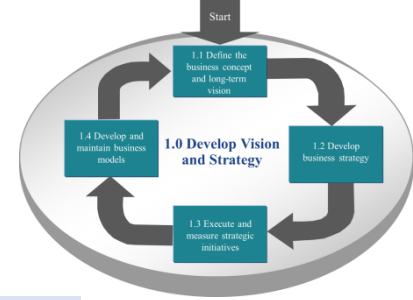 Start
1.1 Define the
business concept
and long-term
vision
1.4 Develop and
maintain business
models
1.0 Develop Vision
and Strategy
1.2 Develop
business strategy
1.3 Execute and
measure strategic
initiatives